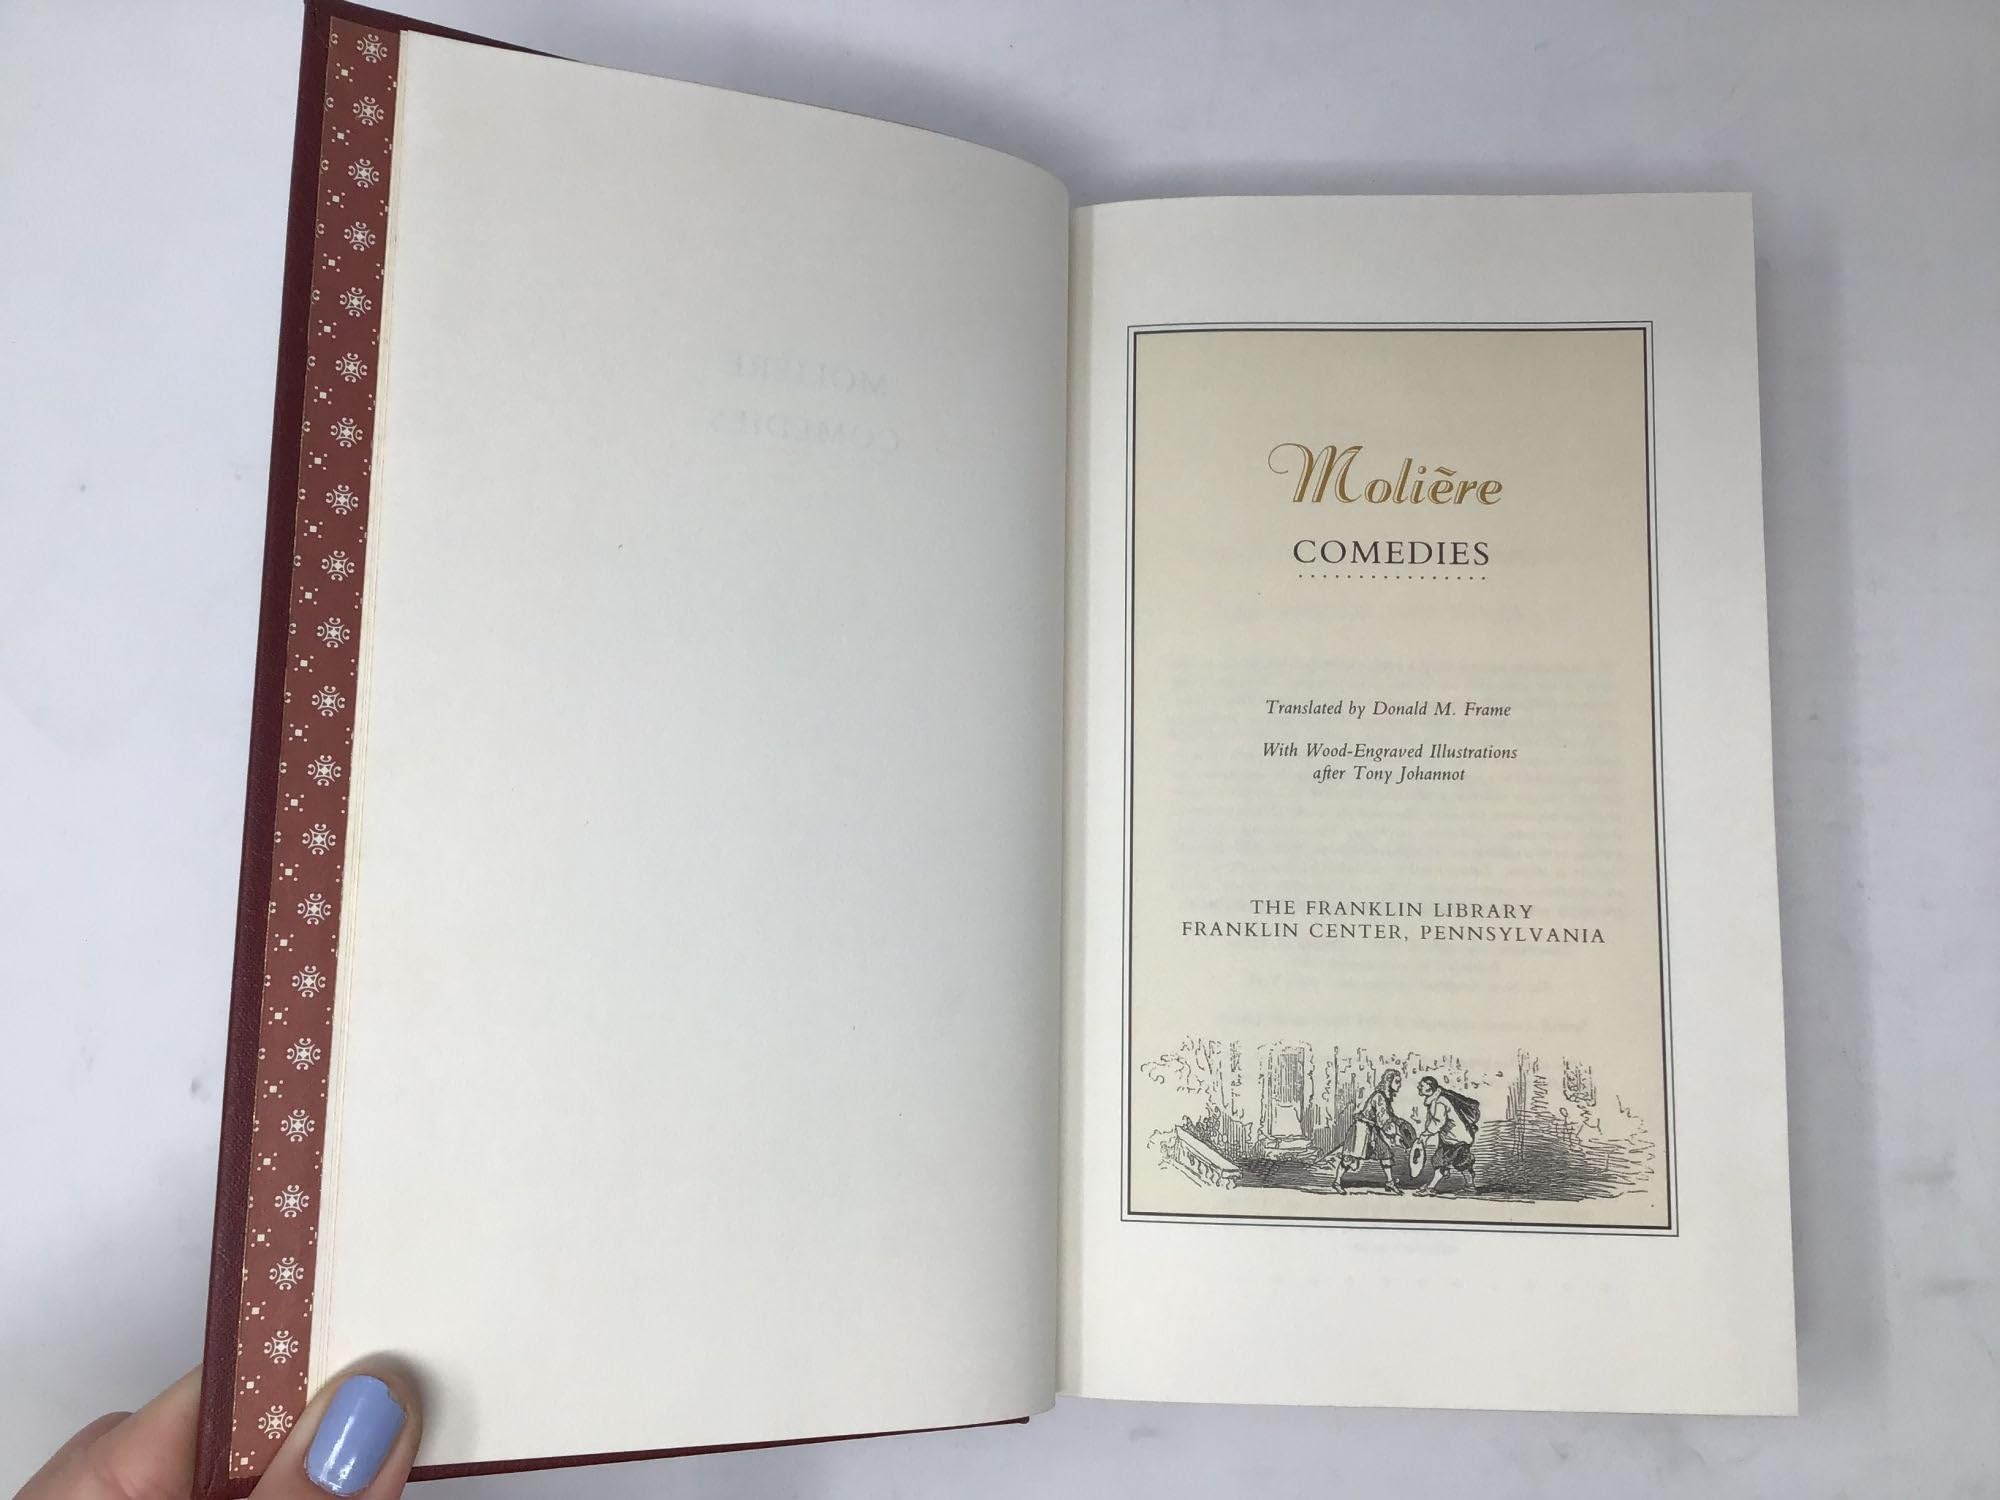 Molière
COMEDIES
Translated by Donald M. Frame
With Wood-Engraved Illustrations
after Tony Johannot
THE FRANKLIN LIBRARY
FRANKLIN CENTER, PENNSYLVANIA